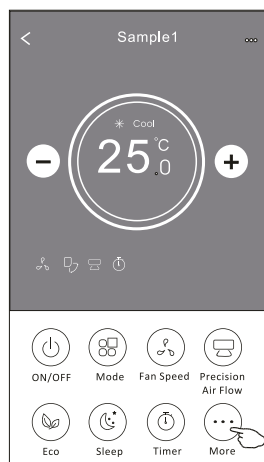 Sample1
Cool
25.0°C
ON/OFF Mode Fan Speed Precision Air Flow
Eco Sleep Timer More